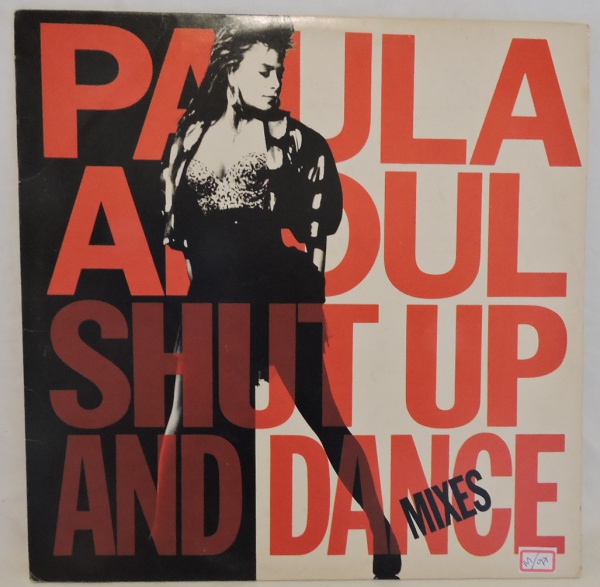 PAULA
ABDUL
SHUT UP
AND DANCE
MIXES